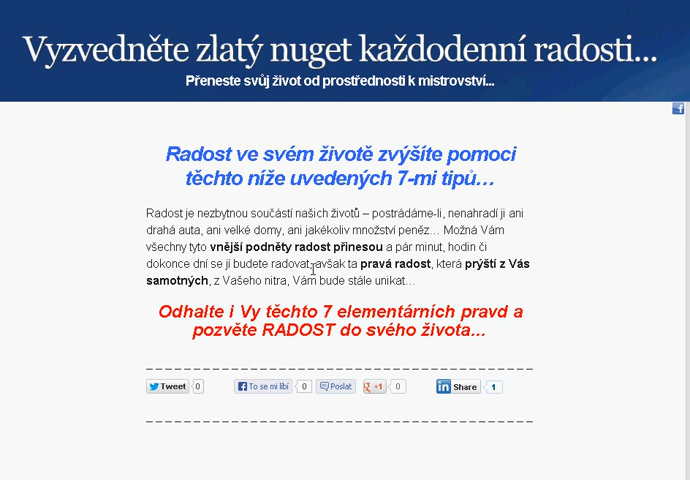 Vyzvedněte zlatý nuget každodenní radosti...
Přeneste svůj život od prostřednosti k mistrovství...
Radost ve svém životě zvýšíte pomoci
těchto níže uvedených 7-mi tipů...
Radost je nezbytnou součástí našich životů – postrádáme-li, nenahradí ji ani
drahá auta, ani velké domy, ani jakékoliv množství peněz… Možná Vám
všechny tyto vnější podněty radost přinesou a pár minut, hodin či
dokonce dní se jí budete radovat, avšak ta pravá radost, která prýští z Vás
samotných, z Vašeho nitra, Vám bude stále unikat…
Odhalte i Vy těchto 7 elementárních pravd a
pozvěte RADOST do svého života...
Tweet 0 To se mi líbí 0 Poslat +1 0 in Share 1